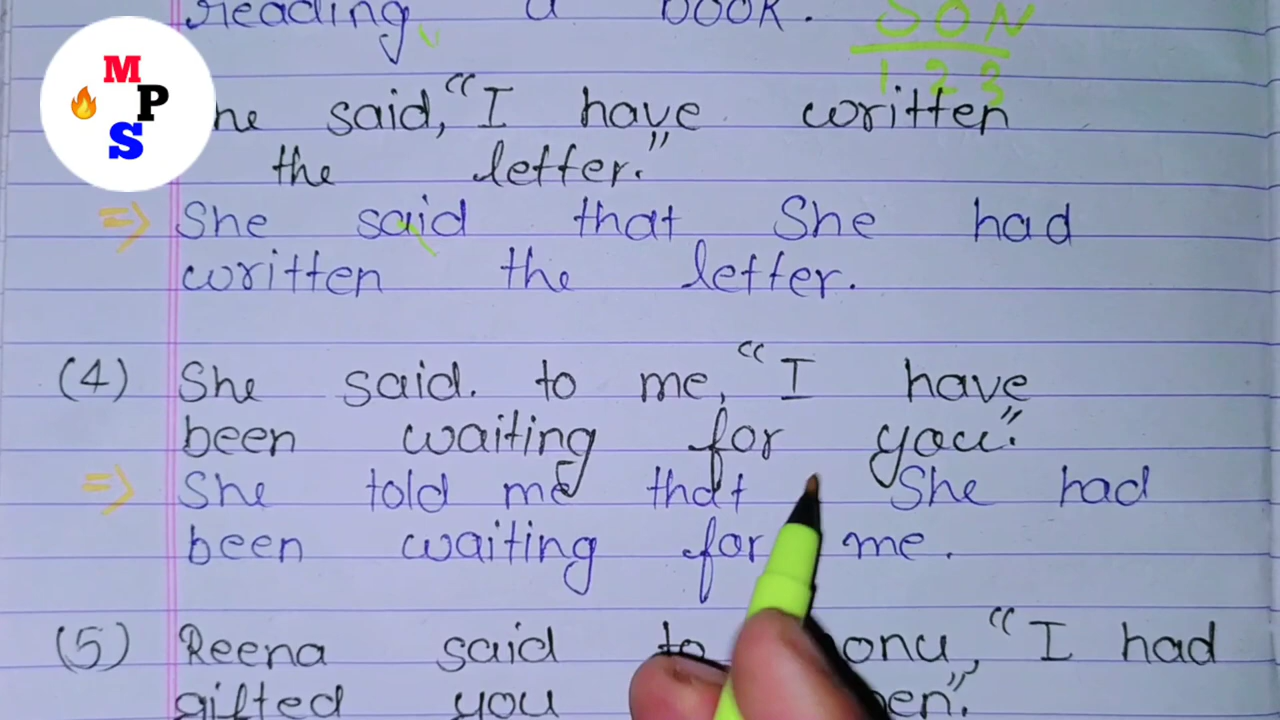 reading a book.
SON
1 2 3
M
P
S
he said, “I have written
the letter.”
=> She said that She had
written the letter.
(4) She said. to me, “I have
been waiting for you”.
=> She told me that She had
been waiting for me.
(5) Reena said to onu, “I had
gifted you pen”.